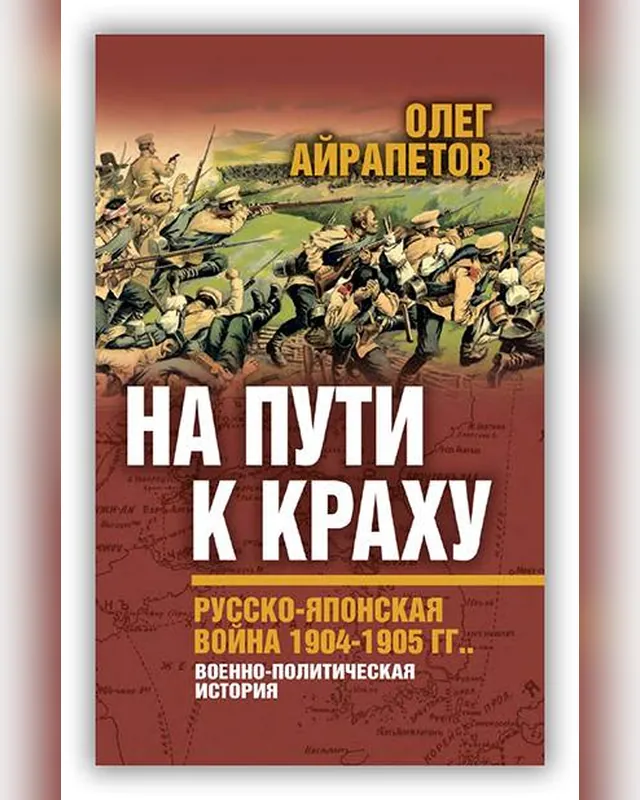 ОЛЕГ
АЙРАПЕТОВ
НА ПУТИ
К КРАХУ
РУССКО-ЯПОНСКАЯ
ВОЙНА 1904-1905 ГГ..
ВОЕННО-ПОЛИТИЧЕСКАЯ
ИСТОРИЯ